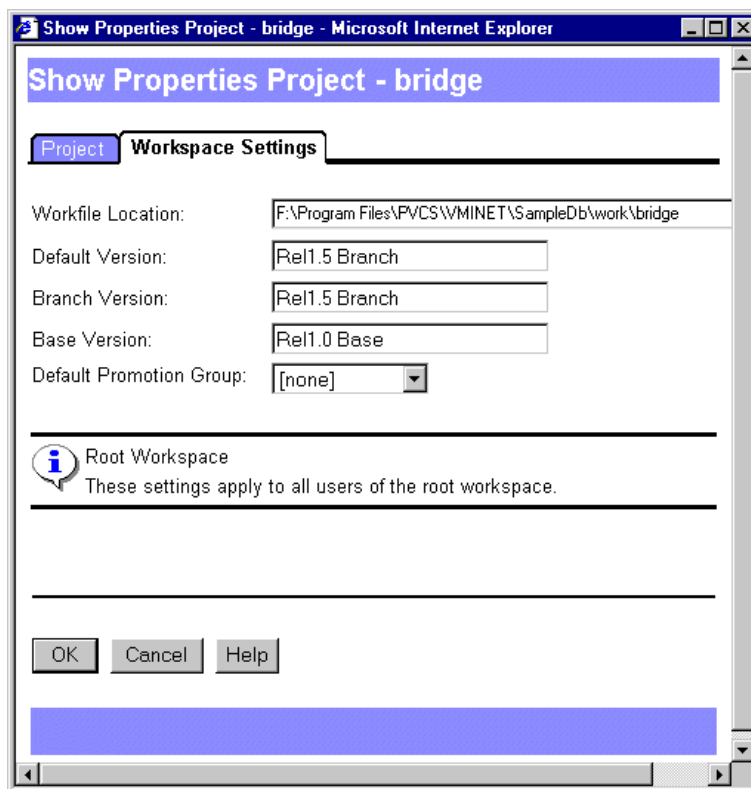 Show Properties Project - bridge - Microsoft Internet Explorer
Show Properties Project - bridge
Project Workspace Settings
Workfile Location: F:\Program Files\PVCS\VMINET\SampleDb\work\bridge
Default Version: Rel1.5 Branch
Branch Version: Rel1.5 Branch
Base Version: Rel1.0 Base
Default Promotion Group: [none]
Root Workspace
These settings apply to all users of the root workspace.
OK Cancel Help